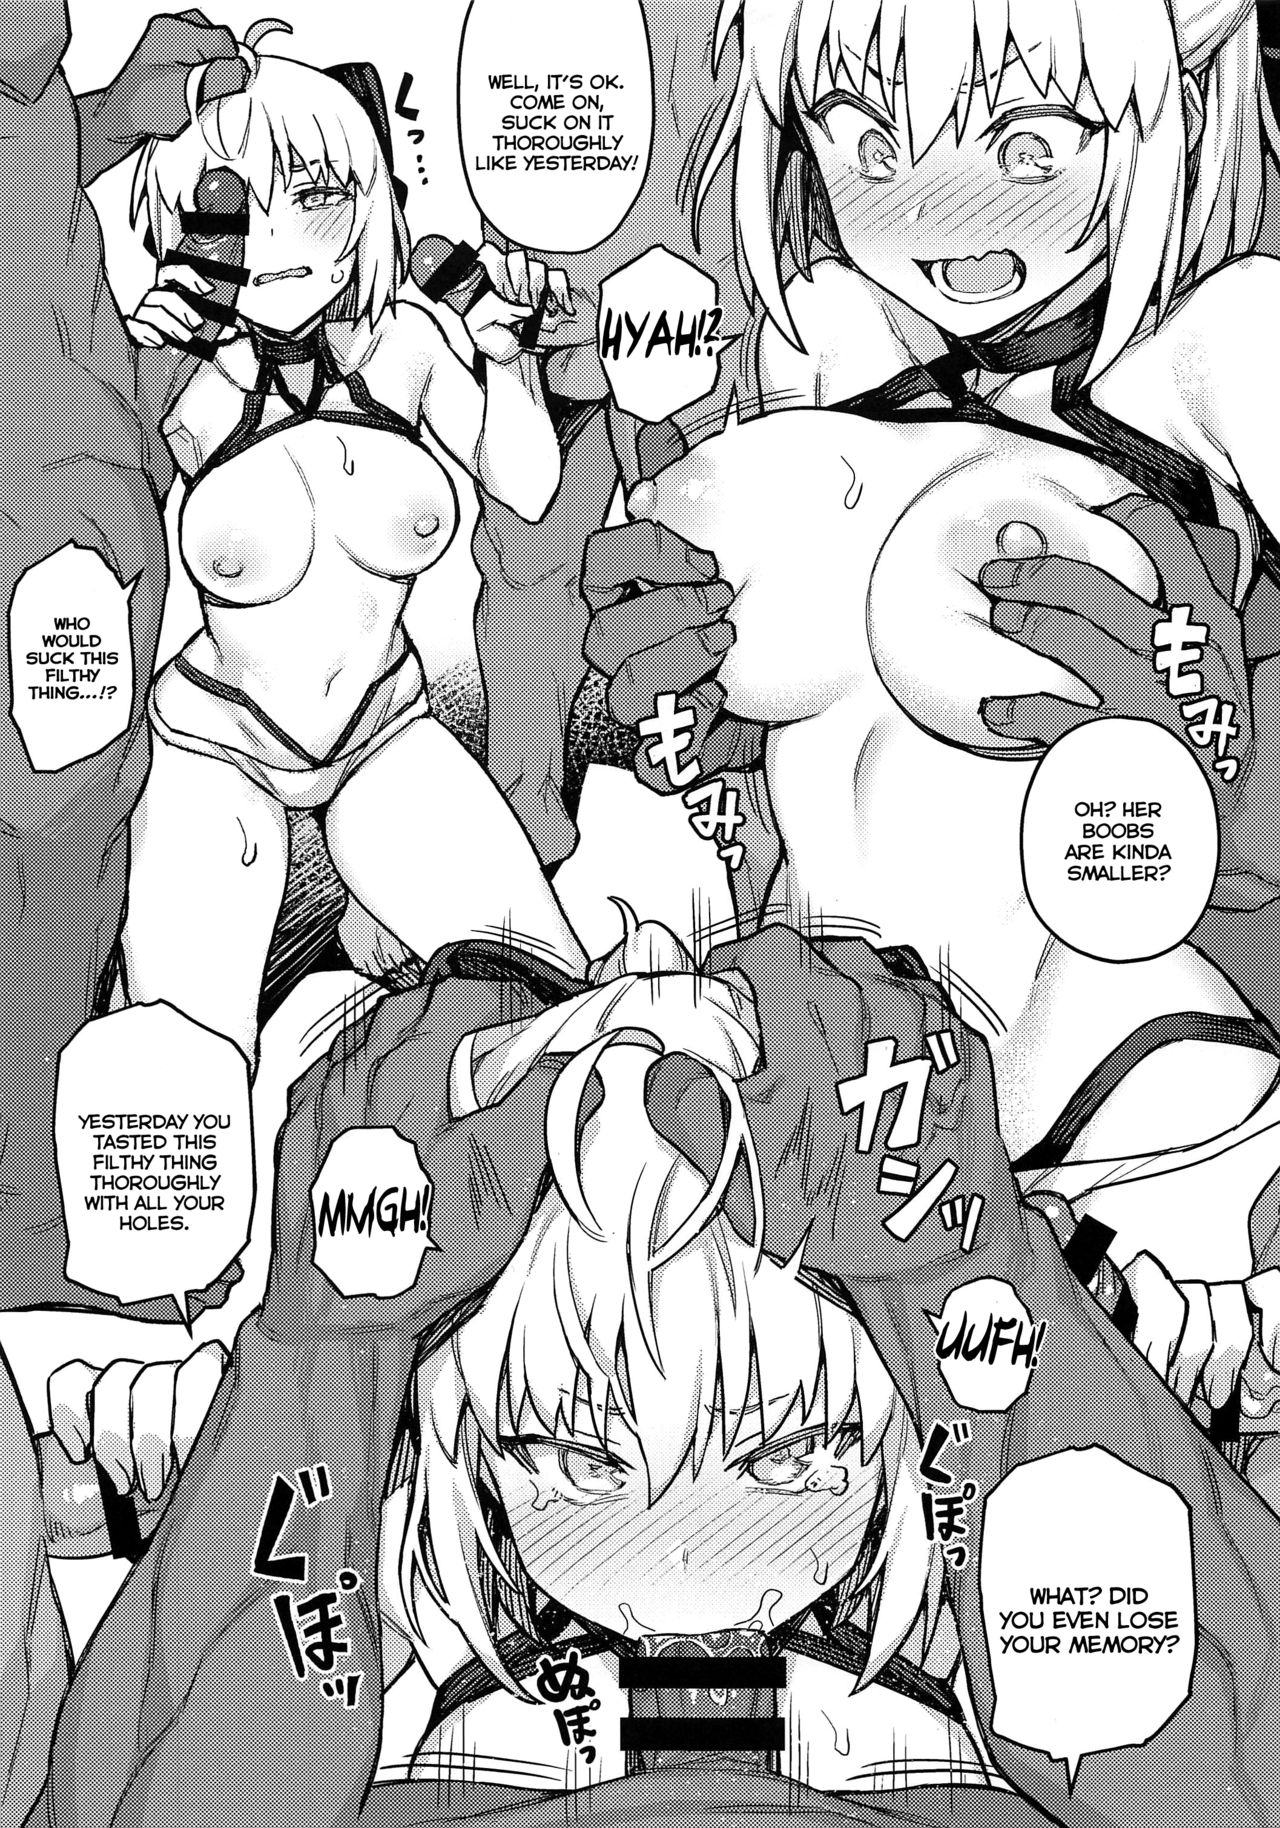 WELL, IT'S OK.
COME ON,
SUCK ON IT
THOROUGHLY
LIKE YESTERDAY!
くっ…
HYAH!?
WHO
WOULD
SUCK THIS
FILTHY
THING...!?
もみっ
もみっ
OH? HER
BOOBS
ARE KINDA
SMALLER?
YESTERDAY YOU
TASTED THIS
FILTHY THING
THOROUGHLY
WITH ALL YOUR
HOLES.
ガシッ
MMGH!
UUFH!
ぐぽっ
ぐぽッ
ぬぽっ
WHAT? DID
YOU EVEN LOSE
YOUR MEMORY?